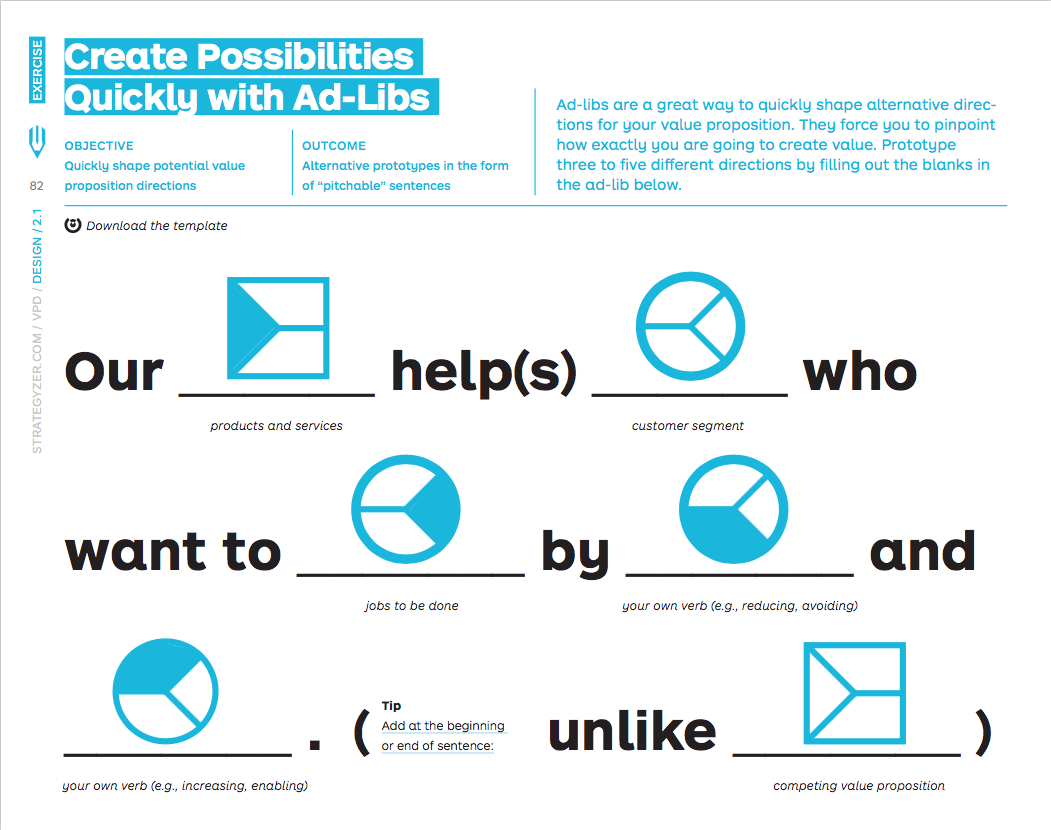 EXERCISE
Create Possibilities
Quickly with Ad-Libs
OBJECTIVE
Quickly shape potential value
proposition directions
OUTCOME
Alternative prototypes in the form
of “pitchable” sentences
Ad-libs are a great way to quickly shape alternative direc-
tions for your value proposition. They force you to pinpoint
how exactly you are going to create value. Prototype
three to five different directions by filling out the blanks in
the ad-lib below.
82
STRATEGYZER.COM / VPD / DESIGN / 2.1
Download the template
Our ________ help(s) ________ who
products and services customer segment
want to ________ by ________ and
jobs to be done your own verb (e.g., reducing, avoiding)
________ . ( Tip
Add at the beginning
or end of sentence:
unlike ________ )
your own verb (e.g., increasing, enabling) competing value proposition